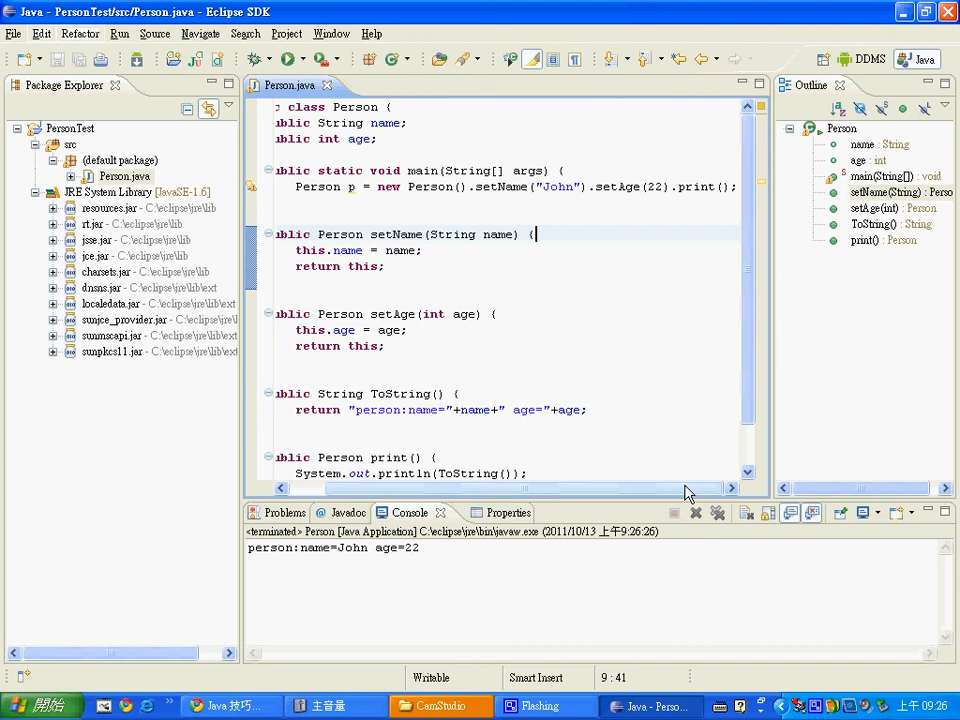 Java - PersonTest/src/Person.java - Eclipse SDK
File Edit Refactor Run Source Navigate Search Project Window Help
DDMS Java
Package Explorer
PersonTest
src
(default package)
Person.java
JRE System Library [JavaSE-1.6]
resources.jar - C:\eclipse\jre\lib
rt.jar - C:\eclipse\jre\lib
jsse.jar - C:\eclipse\jre\lib
jce.jar - C:\eclipse\jre\lib
charsets.jar - C:\eclipse\jre\lib
dnsns.jar - C:\eclipse\jre\lib\ext
localedata.jar - C:\eclipse\jre\lib\ext
sunjce_provider.jar - C:\eclipse\jre\lib
sunmscapi.jar - C:\eclipse\jre\lib\ext
sunpkcs11.jar - C:\eclipse\jre\lib\ext
Person.java
c class Person {
ublic String name;
ublic int age;
ublic static void main(String[] args) {
Person p = new Person().setName("John").setAge(22).print();
ublic Person setName(String name) {
this.name = name;
return this;
ublic Person setAge(int age) {
this.age = age;
return this;
ublic String ToString() {
return "person:name="+name+" age="+age;
ublic Person print() {
System.out.println(ToString());
Outline
Person
name : String
age : int
main(String[]) : void
setName(String) : Perso
setAge(int) : Person
ToString() : String
print() : Person
Problems Javadoc Console Properties
<terminated> Person [Java Application] C:\eclipse\jre\bin\javaw.exe (2011/10/13 上午9:26:26)
person:name=John age=22
Writable Smart Insert 9 : 41
開始 Java 技巧... 主音量 CamStudio Flashing Java - Perso... 上午 09:26